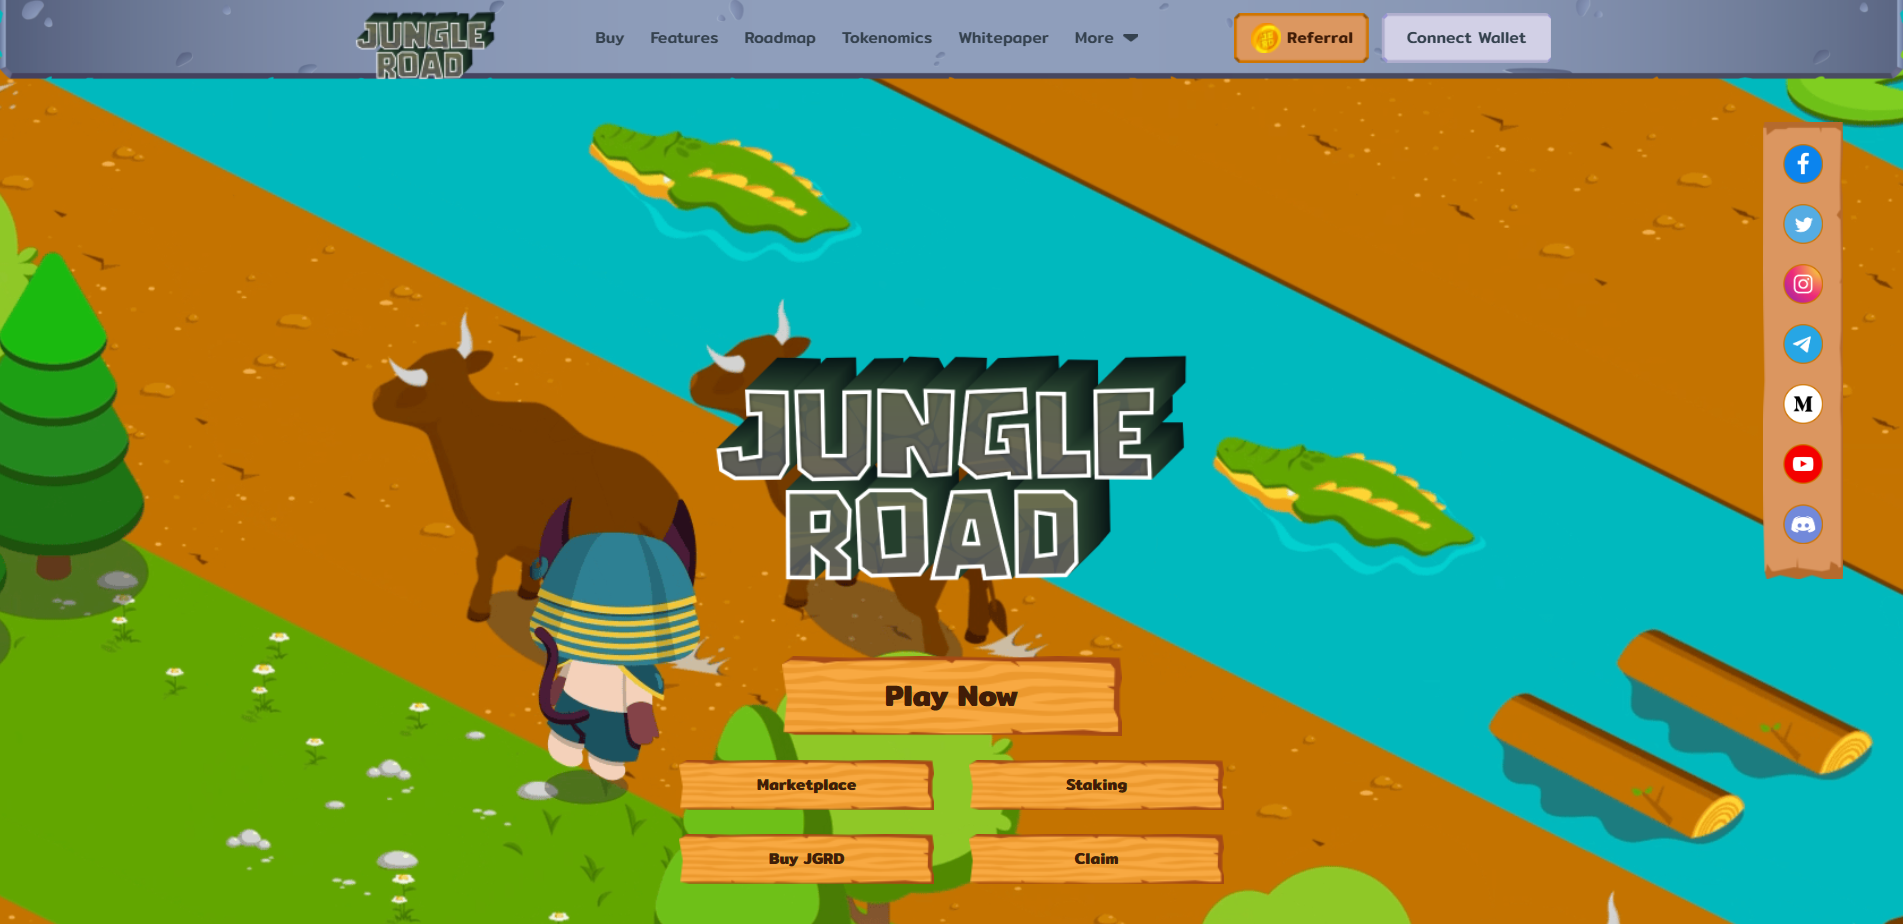 JUNGLE
ROAD
Buy
Features
Roadmap
Tokenomics
Whitepaper
More
Referral
Connect Wallet
JUNGLE
ROAD
Play Now
Marketplace
Staking
Buy JGRD
Claim